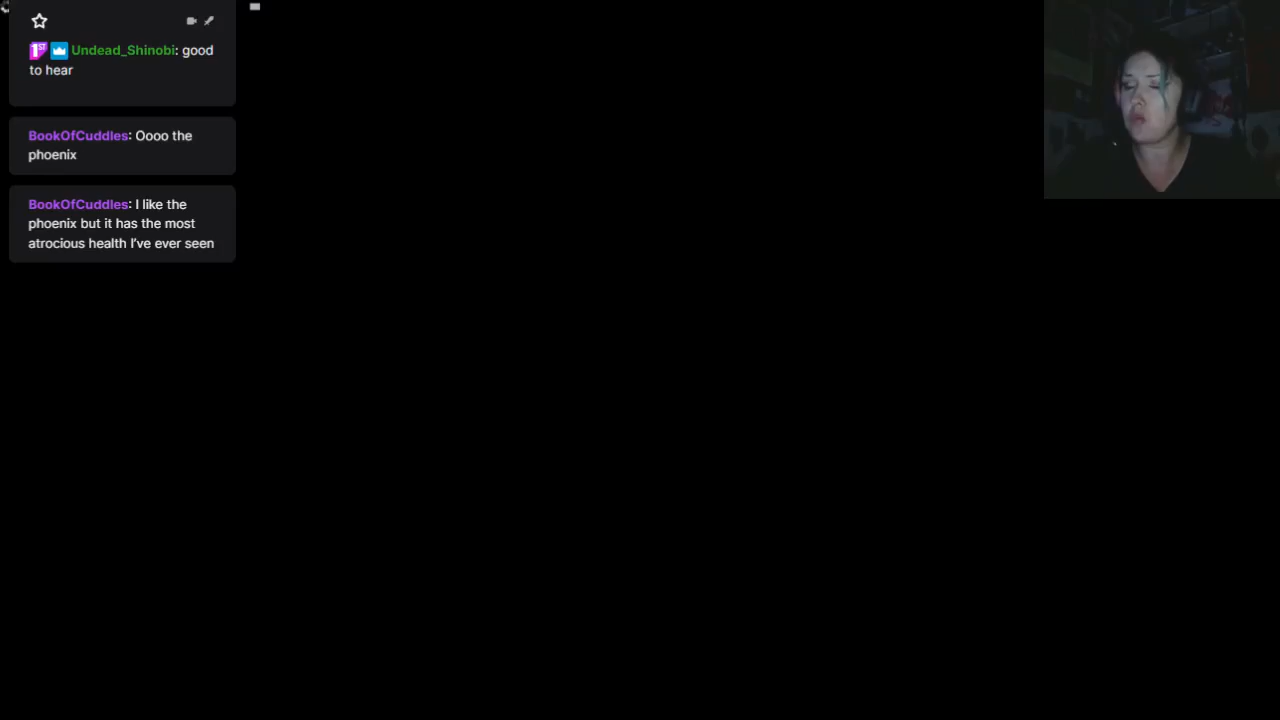 1ST Undead_Shinobi: good
to hear
BookOfCuddles: Oooo the
phoenix
BookOfCuddles: I like the
phoenix but it has the most
atrocious health I've ever seen